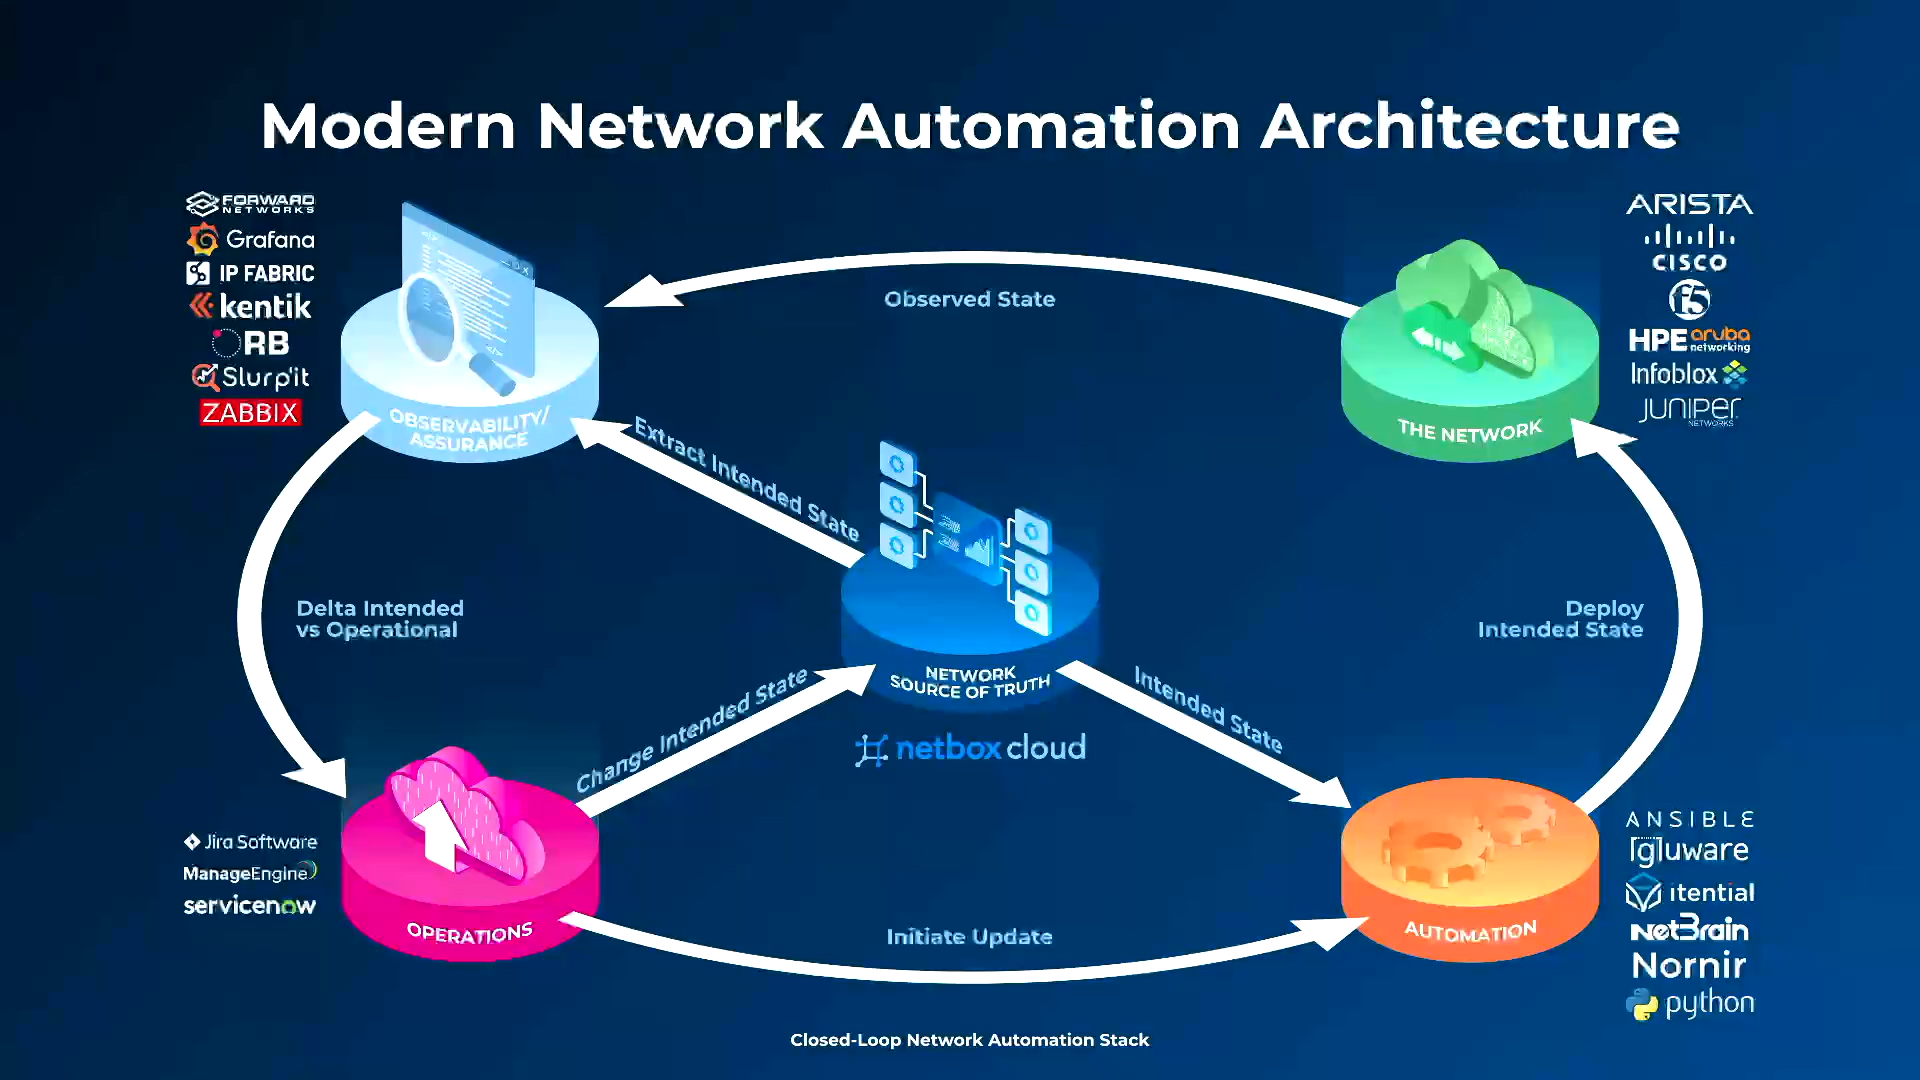 Modern Network Automation Architecture
FORWARD
NETWORKS
Grafana
IP FABRIC
kentik
ORB
Slurp'it
ZABBIX
OBSERVABILITY/
ASSURANCE
Observed State
THE NETWORK
ARISTA
CISCO
f5
HPE aruba
networking
Infoblox
JUNIPER
NETWORKS
Extract Intended State
Delta Intended
vs Operational
Deploy
Intended State
NETWORK
SOURCE OF TRUTH
netbox cloud
Change Intended State
Intended State
Jira Software
ManageEngine
servicenow
OPERATIONS
Initiate Update
AUTOMATION
ANSIBLE
[g]luware
itential
NetBrain
Nornir
python
Closed-Loop Network Automation Stack